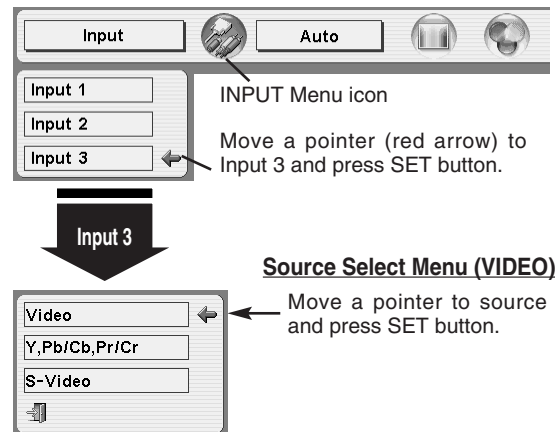 Input
Auto
Input 1
Input 2
Input 3
INPUT Menu icon
Move a pointer (red arrow) to
Input 3 and press SET button.
Input 3
Source Select Menu (VIDEO)
Video
Y,Pb/Cb,Pr/Cr
S-Video
Move a pointer to source
and press SET button.